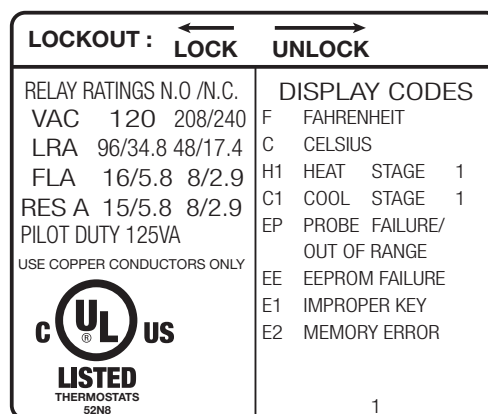 LOCKOUT : LOCK UNLOCK
RELAY RATINGS N.O /N.C.
VAC 120 208/240
LRA 96/34.8 48/17.4
FLA 16/5.8 8/2.9
RES A 15/5.8 8/2.9
PILOT DUTY 125VA
USE COPPER CONDUCTORS ONLY
C UL US
®
LISTED
THERMOSTATS
52N8
DISPLAY CODES
F FAHRENHEIT
C CELSIUS
H1 HEAT STAGE 1
C1 COOL STAGE 1
EP PROBE FAILURE/
OUT OF RANGE
EE EEPROM FAILURE
E1 IMPROPER KEY
E2 MEMORY ERROR
1